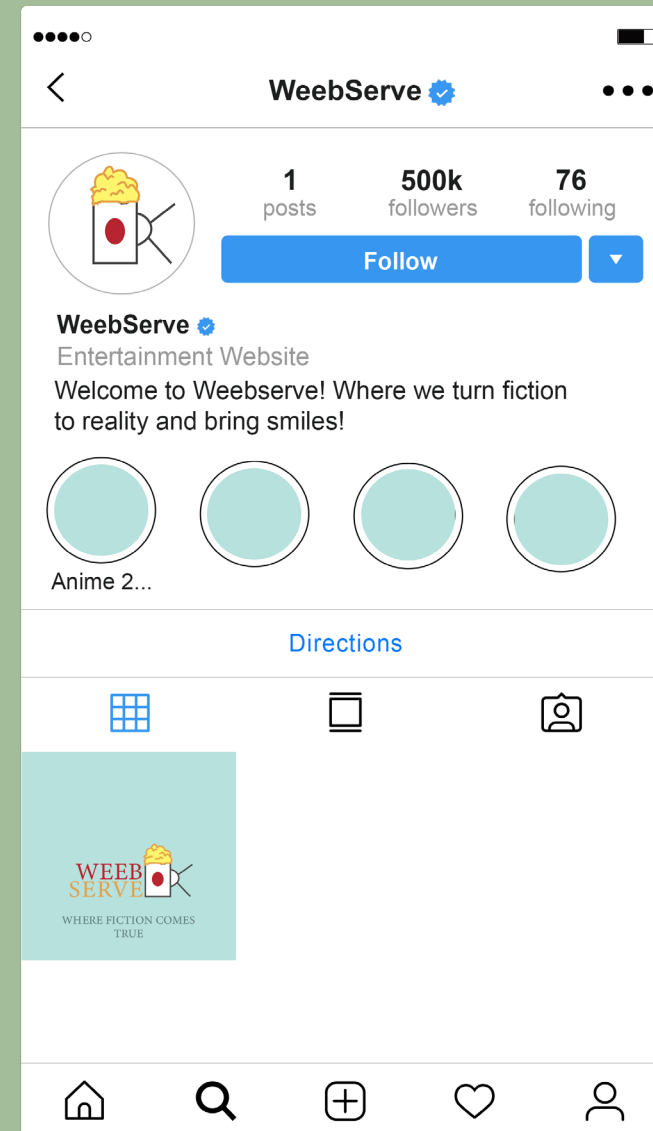 WeebServe
1 500k 76
posts followers following
Follow
WeebServe
Entertainment Website
Welcome to Weebserve! Where we turn fiction
to reality and bring smiles!
Anime 2...
Directions
WEEB
SERVE
WHERE FICTION COMES
TRUE